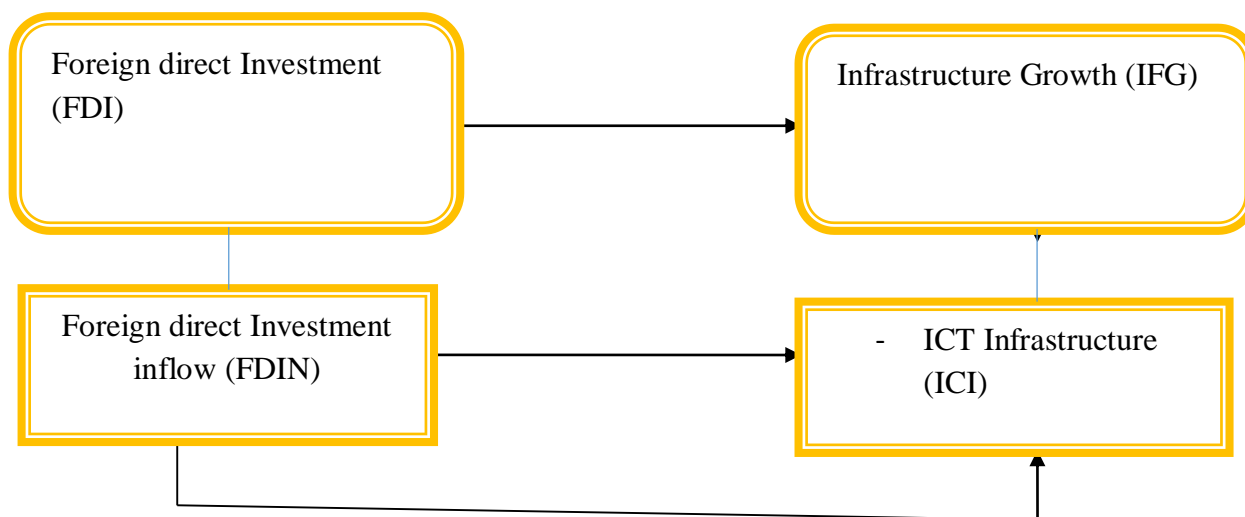 Foreign direct Investment
(FDI)
Infrastructure Growth (IFG)
Foreign direct Investment
inflow (FDIN)
- ICT Infrastructure
(ICI)